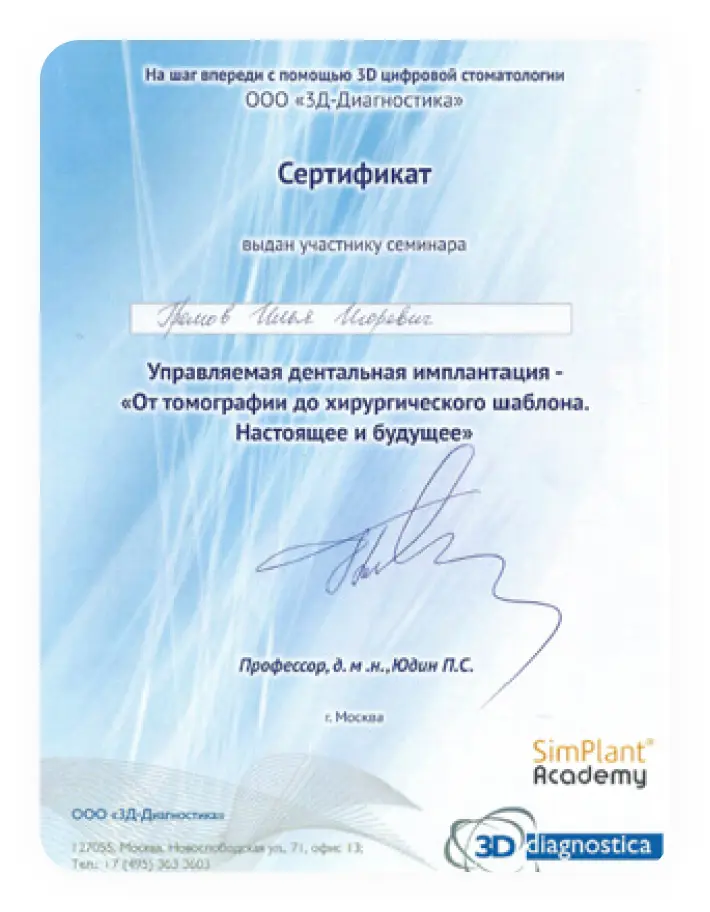 На шаг впереди с помощью 3D цифровой стоматологии
ООО «3Д-Диагностика»
Сертификат
выдан участнику семинара
Громов Илья Игоревич
Управляемая дентальная имплантация -
«От томографии до хирургического шаблона.
Настоящее и будущее»
Профессор, д. м .н., Юдин П.С.
г. Москва
SimPlant®
Academy
ООО «3Д-Диагностика»
127055, Москва, Новослободская ул., 71, офис 13;
Тел.: +7 (495) 363 3603
3D diagnostica